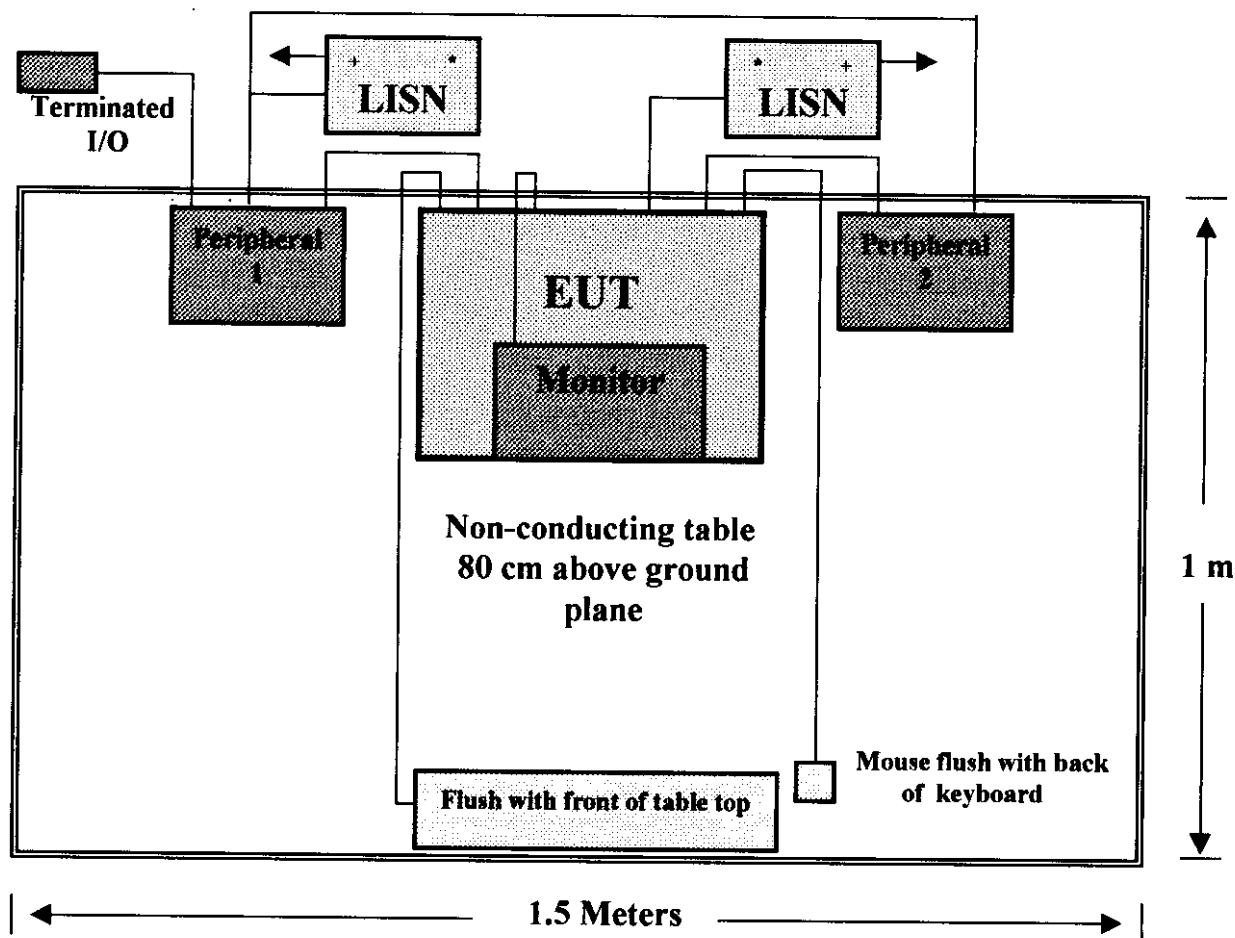 + *
LISN
* +
LISN
Terminated
I/O
Peripheral
1
EUT
Monitor
Peripheral
2
Non-conducting table
80 cm above ground
plane
1 m
Mouse flush with back
of keyboard
Flush with front of table top
1.5 Meters